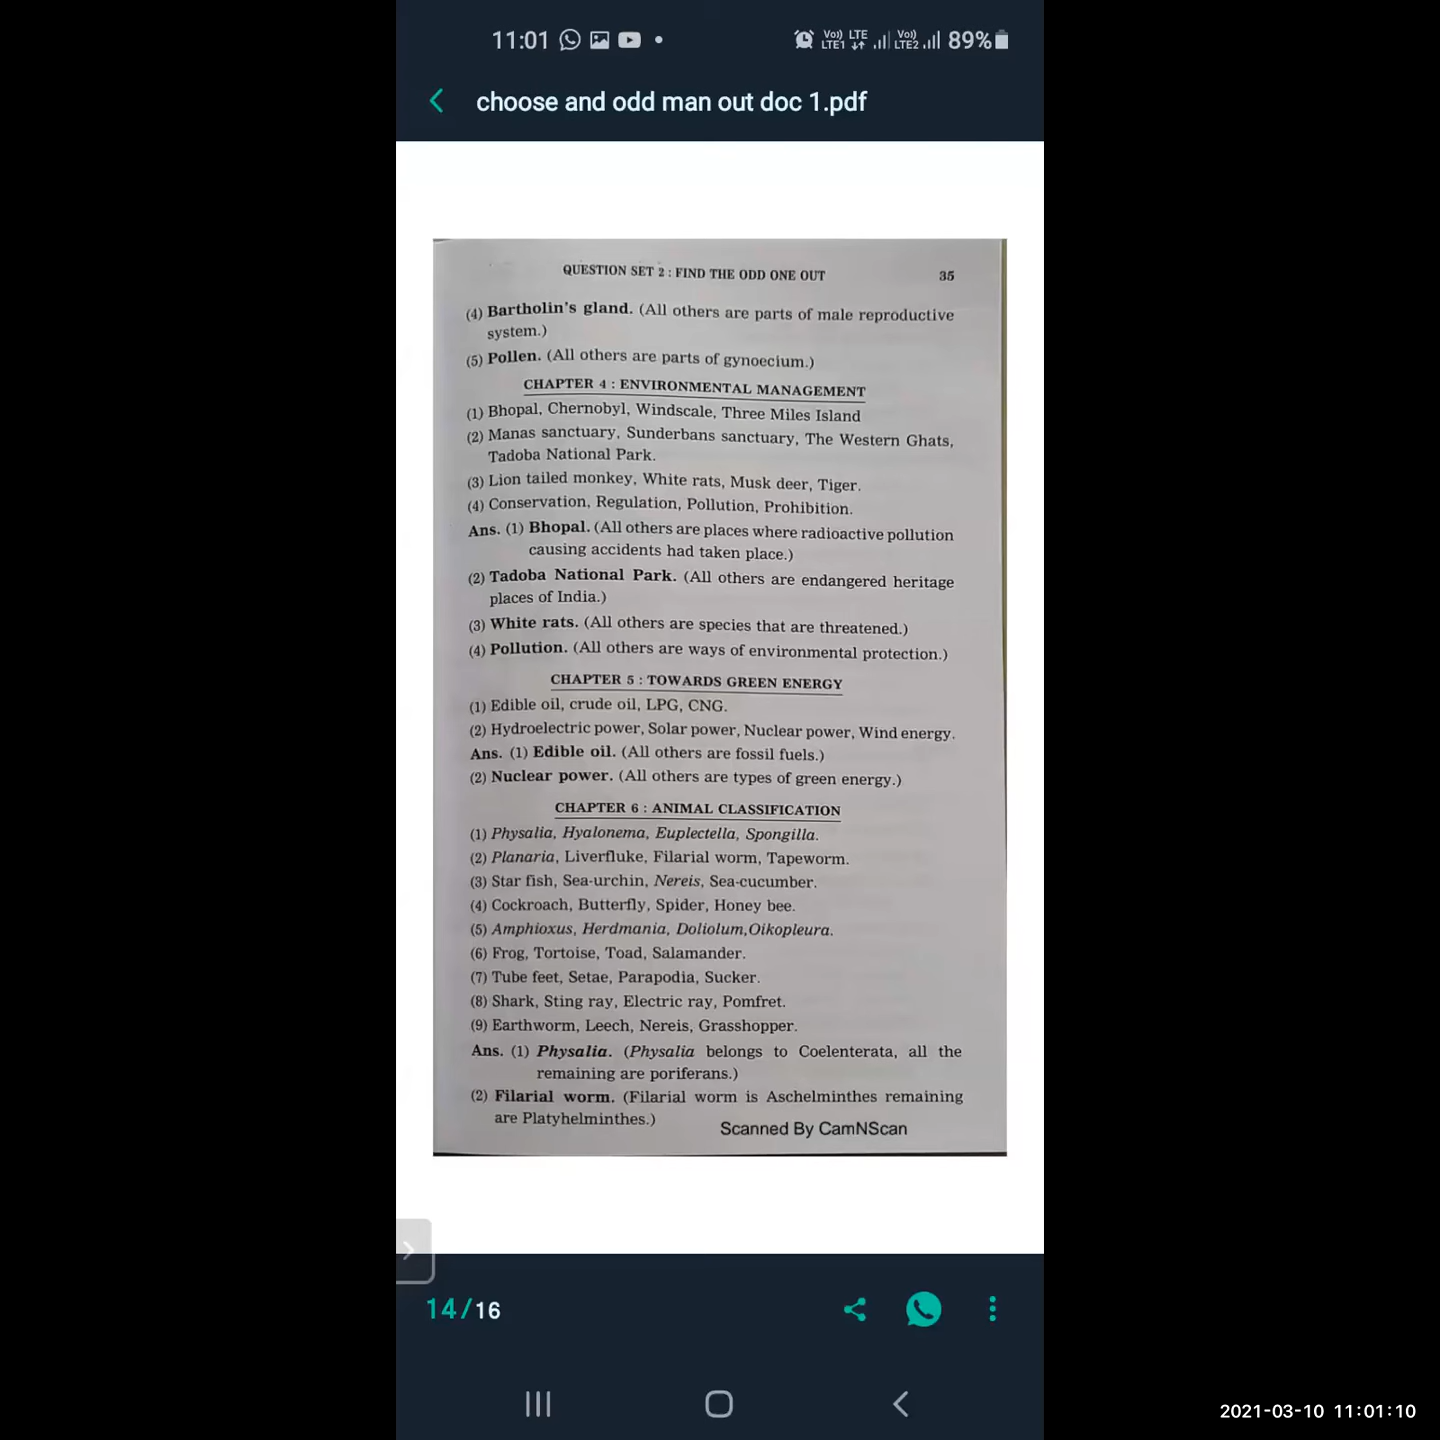 11:01 Vo) LTE1 LTE Vo) LTE2 89%
choose and odd man out doc 1.pdf
QUESTION SET 2 : FIND THE ODD ONE OUT 35
(4) Bartholin's gland. (All others are parts of male reproductive
system.)
(5) Pollen. (All others are parts of gynoecium.)
CHAPTER 4 : ENVIRONMENTAL MANAGEMENT
(1) Bhopal, Chernobyl, Windscale, Three Miles Island
(2) Manas sanctuary, Sunderbans sanctuary, The Western Ghats,
Tadoba National Park.
(3) Lion tailed monkey, White rats, Musk deer, Tiger.
(4) Conservation, Regulation, Pollution, Prohibition.
Ans. (1) Bhopal. (All others are places where radioactive pollution
causing accidents had taken place.)
(2) Tadoba National Park. (All others are endangered heritage
places of India.)
(3) White rats. (All others are species that are threatened.)
(4) Pollution. (All others are ways of environmental protection.)
CHAPTER 5 : TOWARDS GREEN ENERGY
(1) Edible oil, crude oil, LPG, CNG.
(2) Hydroelectric power, Solar power, Nuclear power, Wind energy.
Ans. (1) Edible oil. (All others are fossil fuels.)
(2) Nuclear power. (All others are types of green energy.)
CHAPTER 6 : ANIMAL CLASSIFICATION
(1) Physalia, Hyalonema, Euplectella, Spongilla.
(2) Planaria, Liverfluke, Filarial worm, Tapeworm.
(3) Star fish, Sea-urchin, Nereis, Sea-cucumber.
(4) Cockroach, Butterfly, Spider, Honey bee.
(5) Amphioxus, Herdmania, Doliolum,Oikopleura.
(6) Frog, Tortoise, Toad, Salamander.
(7) Tube feet, Setae, Parapodia, Sucker.
(8) Shark, Sting ray, Electric ray, Pomfret.
(9) Earthworm, Leech, Nereis, Grasshopper.
Ans. (1) Physalia. (Physalia belongs to Coelenterata, all the
remaining are poriferans.)
(2) Filarial worm. (Filarial worm is Aschelminthes remaining
are Platyhelminthes.)
Scanned By CamNScan
14/16
2021-03-10 11:01:10